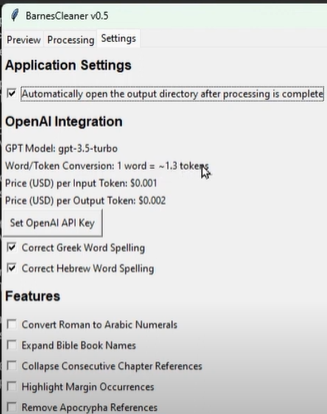 BarnesCleaner v0.5
Preview Processing Settings
Application Settings
Automatically open the output directory after processing is complete
OpenAI Integration
GPT Model: gpt-3.5-turbo
Word/Token Conversion: 1 word = ~1.3 tokens
Price (USD) per Input Token: $0.001
Price (USD) per Output Token: $0.002
Set OpenAI API Key
Correct Greek Word Spelling
Correct Hebrew Word Spelling
Features
Convert Roman to Arabic Numerals
Expand Bible Book Names
Collapse Consecutive Chapter References
Highlight Margin Occurrences
Remove Apocrypha References